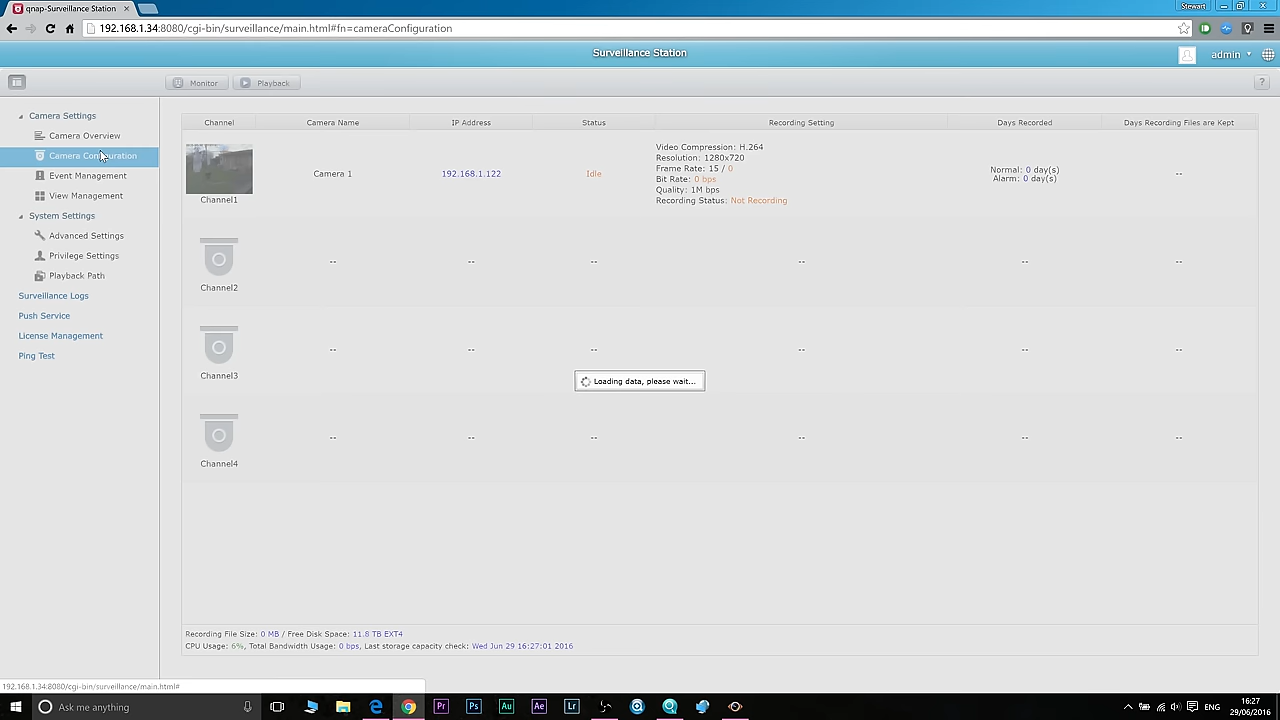 qnap-Surveillance Station
Stewart
192.168.1.34:8080/cgi-bin/surveillance/main.html#fn=cameraConfiguration
Surveillance Station
admin
Monitor
Playback
?
Camera Settings
Camera Overview
Camera Configuration
Event Management
View Management
System Settings
Advanced Settings
Privilege Settings
Playback Path
Surveillance Logs
Push Service
License Management
Ping Test
Channel Camera Name IP Address Status Recording Setting Days Recorded Days Recording Files are Kept
Channel1 Camera 1 192.168.1.122 Idle
Video Compression: H.264
Resolution: 1280x720
Frame Rate: 15 / 0
Bit Rate: 0 bps
Quality: 1M bps
Recording Status: Not Recording
Normal: 0 day(s)
Alarm: 0 day(s)
--
Channel2 -- -- -- -- -- --
Channel3 -- -- -- -- -- --
Loading data, please wait...
Channel4 -- -- -- -- -- --
Recording File Size: 0 MB / Free Disk Space: 11.8 TB EXT4
CPU Usage: 6%, Total Bandwidth Usage: 0 bps, Last storage capacity check: Wed Jun 29 16:27:01 2016
192.168.1.34:8080/cgi-bin/surveillance/main.html#
Ask me anything
Pr Ps Au Ae Lr
ENG
16:27
29/06/2016